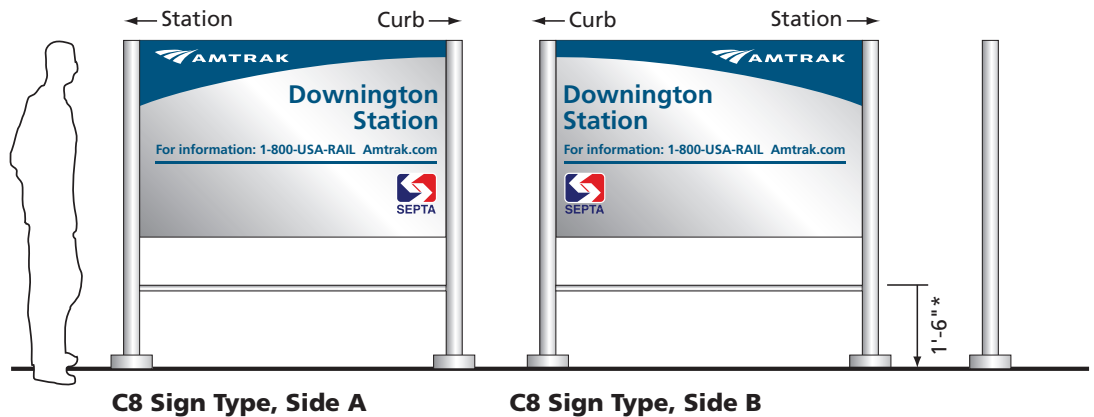 Station Curb
Curb Station
AMTRAK
Downington
Station
For information: 1-800-USA-RAIL Amtrak.com
SEPTA
AMTRAK
Downington
Station
For information: 1-800-USA-RAIL Amtrak.com
SEPTA
1'-6"*
C8 Sign Type, Side A
C8 Sign Type, Side B